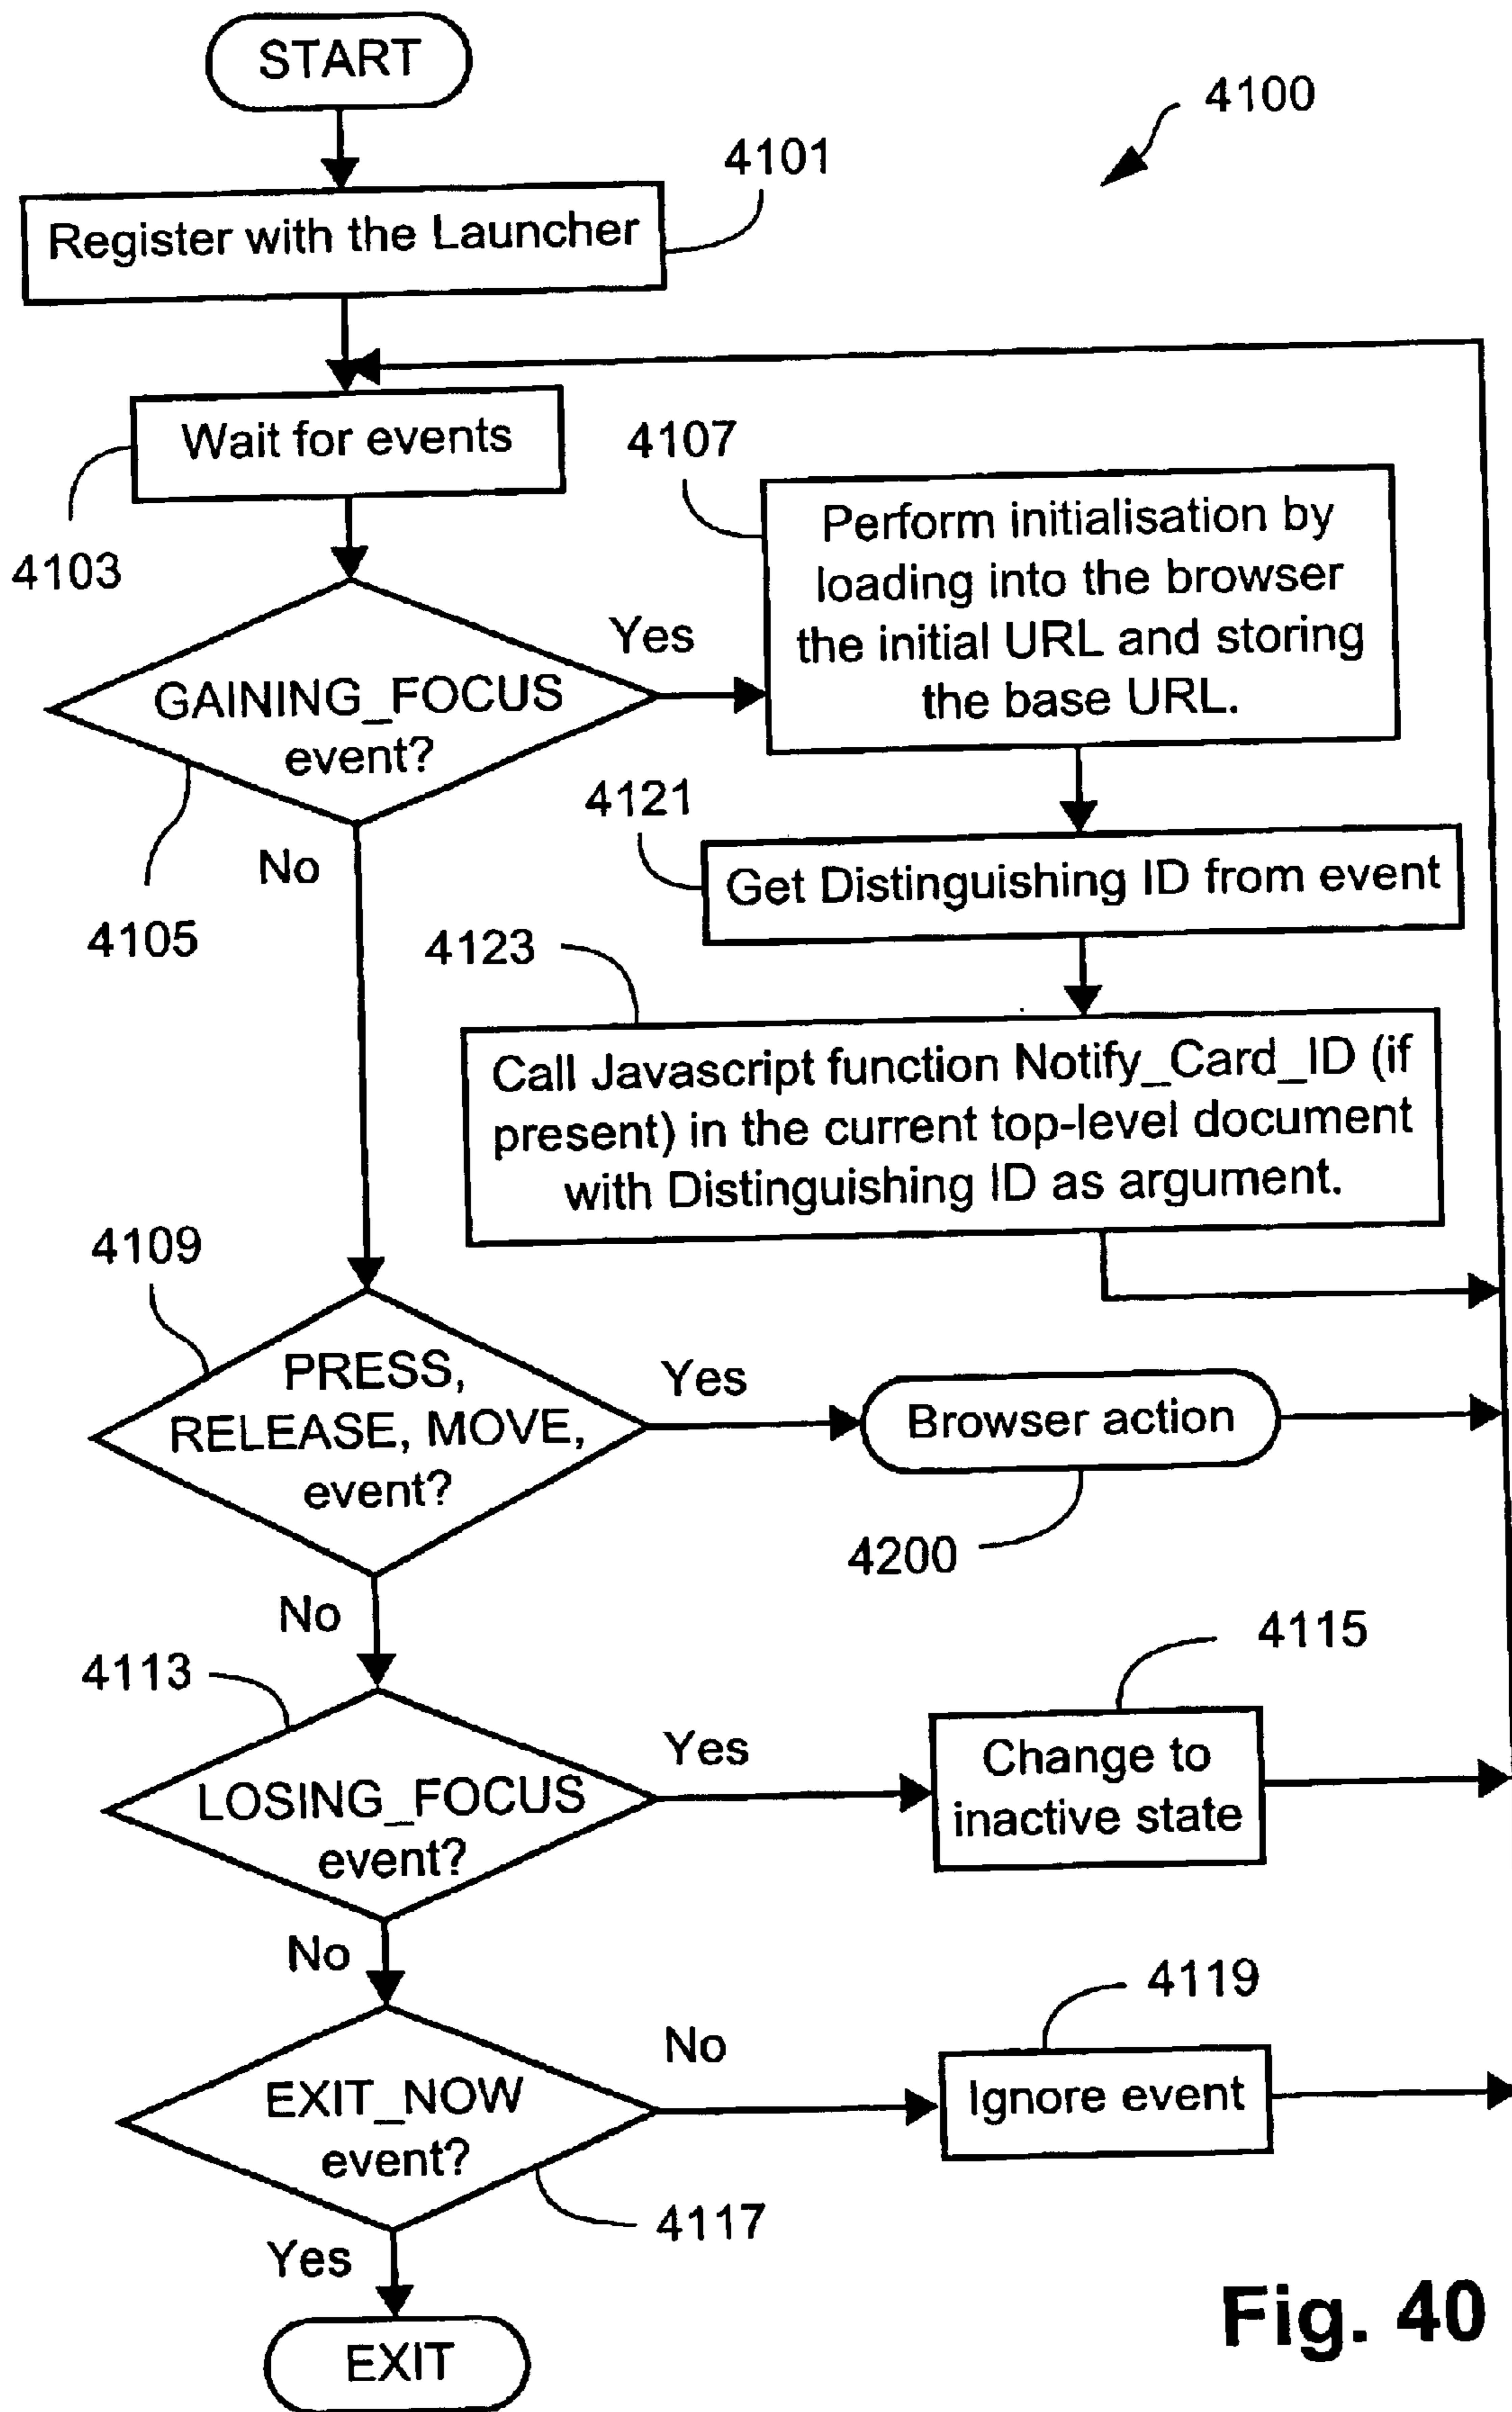 START
4100
4101
Register with the Launcher
Wait for events
4103
4107
Perform initialisation by
loading into the browser
the initial URL and storing
the base URL.
Yes
GAINING_FOCUS
event?
4105
No
4121
Get Distinguishing ID from event
4123
Call Javascript function Notify_Card_ID (if
present) in the current top-level document
with Distinguishing ID as argument.
4109
PRESS,
RELEASE, MOVE,
event?
Yes
Browser action
4200
No
4113
LOSING_FOCUS
event?
Yes
4115
Change to
inactive state
No
EXIT_NOW
event?
No
4119
Ignore event
4117
Yes
EXIT
Fig. 40